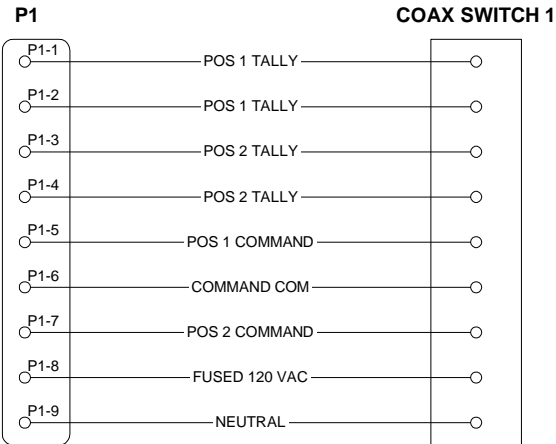 P1 COAX SWITCH 1
P1-1 POS 1 TALLY
P1-2 POS 1 TALLY
P1-3 POS 2 TALLY
P1-4 POS 2 TALLY
P1-5 POS 1 COMMAND
P1-6 COMMAND COM
P1-7 POS 2 COMMAND
P1-8 FUSED 120 VAC
P1-9 NEUTRAL